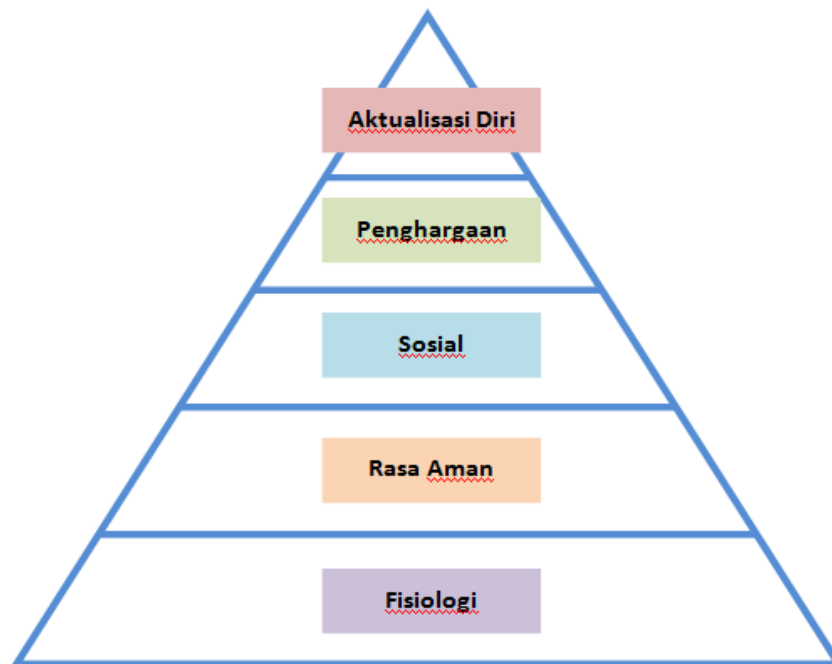 Aktualisasi Diri
Penghargaan
Sosial
Rasa Aman
Fisiologi